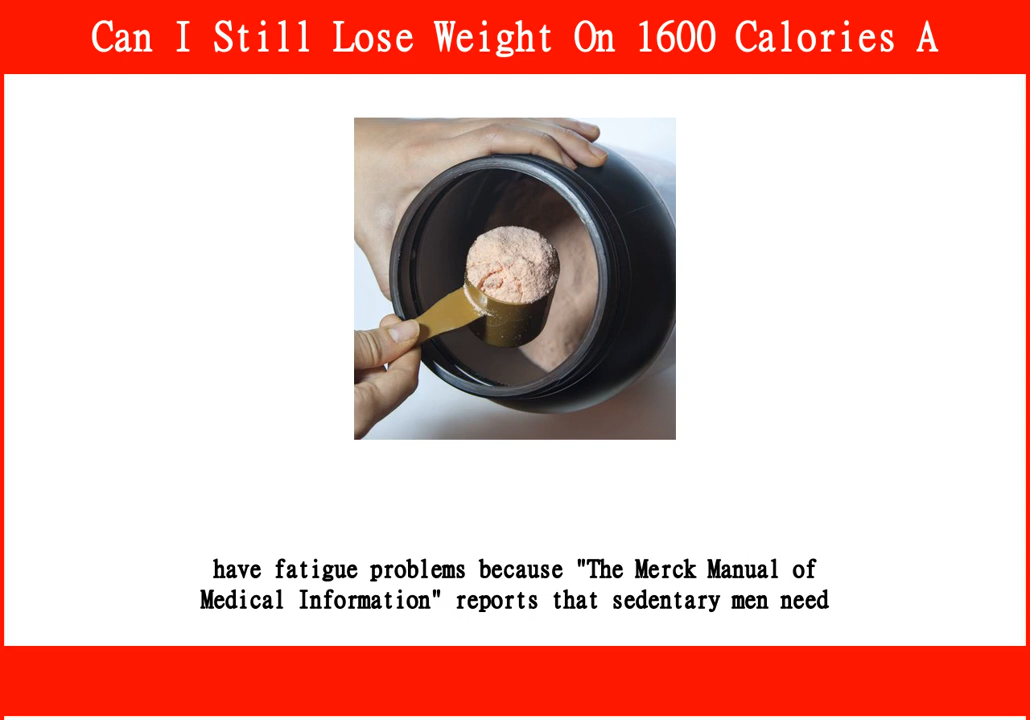 Can I Still Lose Weight On 1600 Calories A
have fatigue problems because "The Merck Manual of
Medical Information" reports that sedentary men need